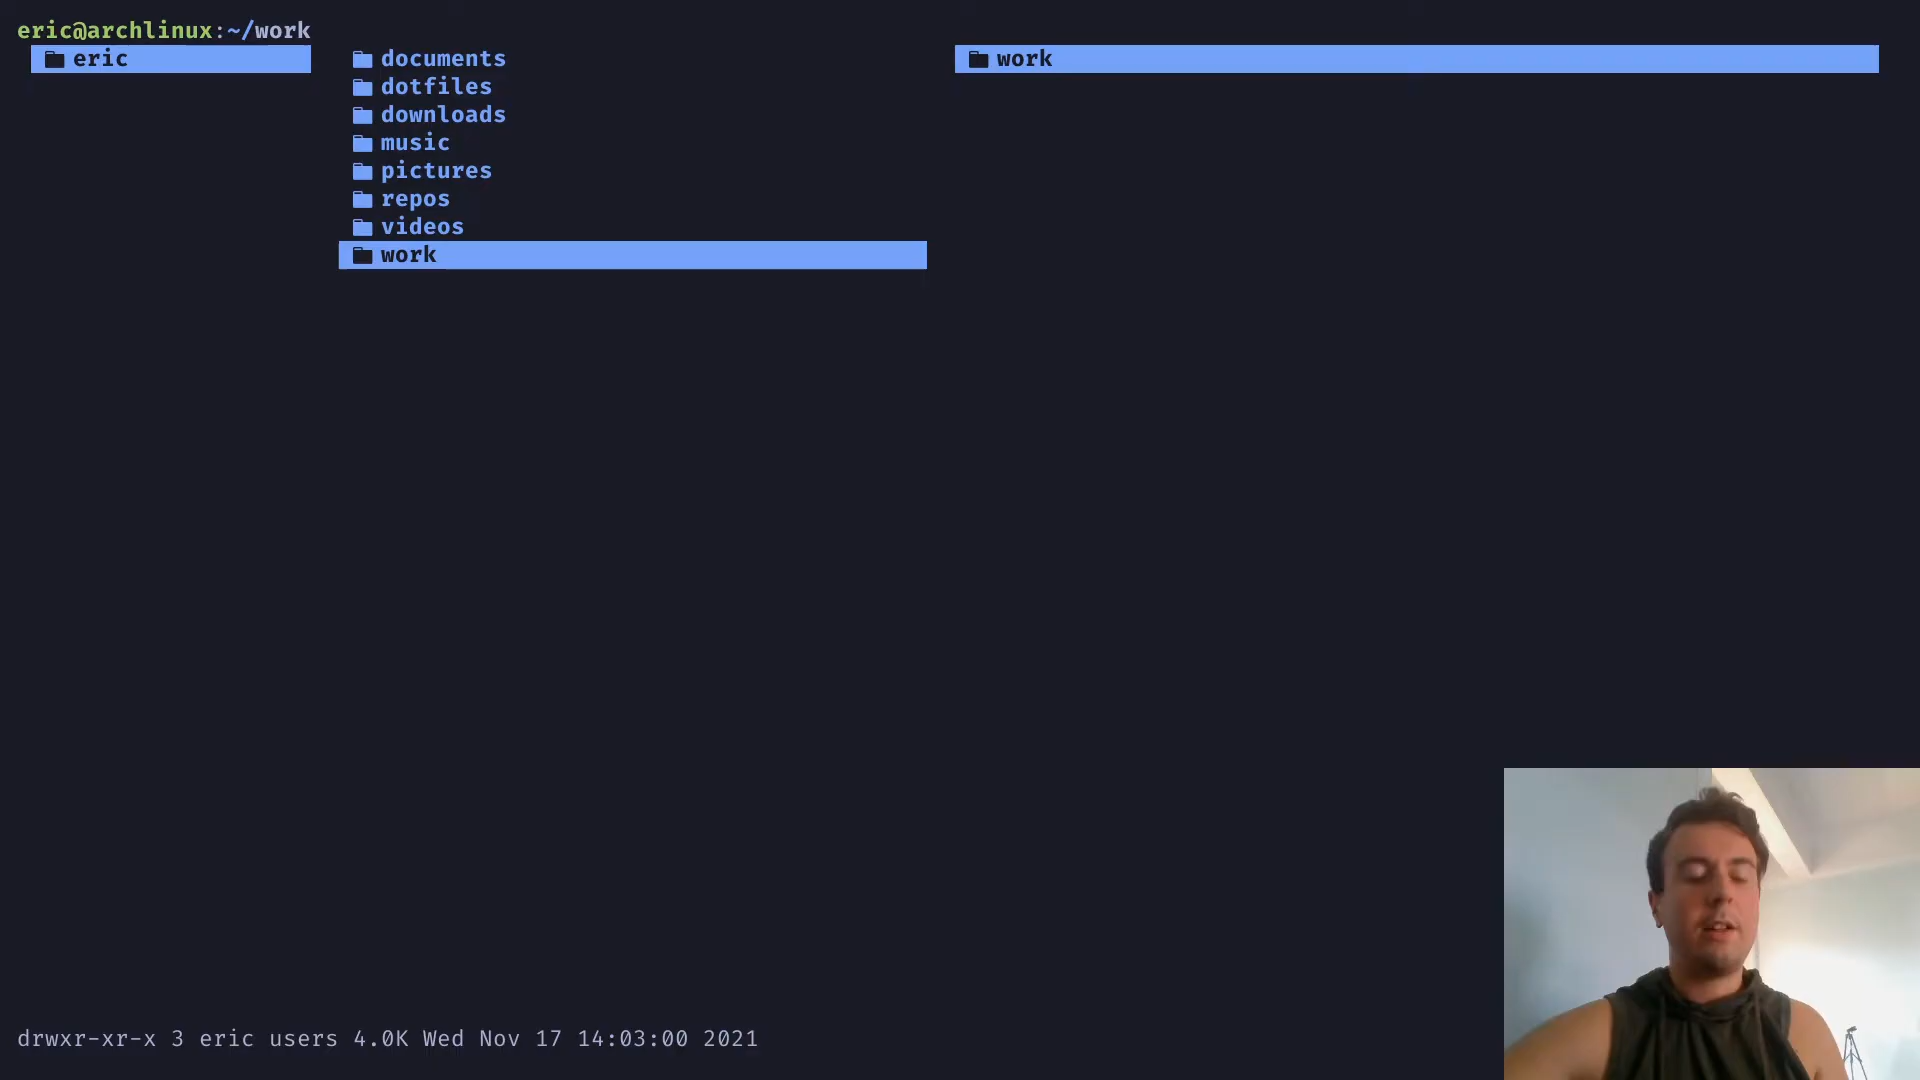 eric@archlinux:~/work
eric
documents
dotfiles
downloads
music
pictures
repos
videos
work
work
drwxr-xr-x 3 eric users 4.0K Wed Nov 17 14:03:00 2021